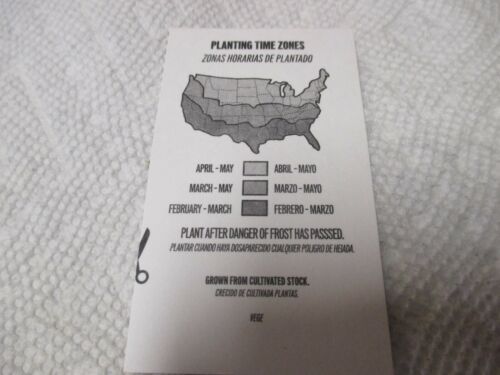 PLANTING TIME ZONES
ZONAS HORARIAS DE PLANTADO
APRIL - MAY ABRIL - MAYO
MARCH - MAY MARZO - MAYO
FEBRUARY - MARCH FEBRERO - MARZO
PLANT AFTER DANGER OF FROST HAS PASSSED.
PLANTAR CUANDO HAYA DOSAPARECIDO CUALQUIER POLIGRO DE HEIADA.
GROWN FROM CULTIVATED STOCK.
CRECIDO DE CULTIVADA PLANTAS.
VEGE